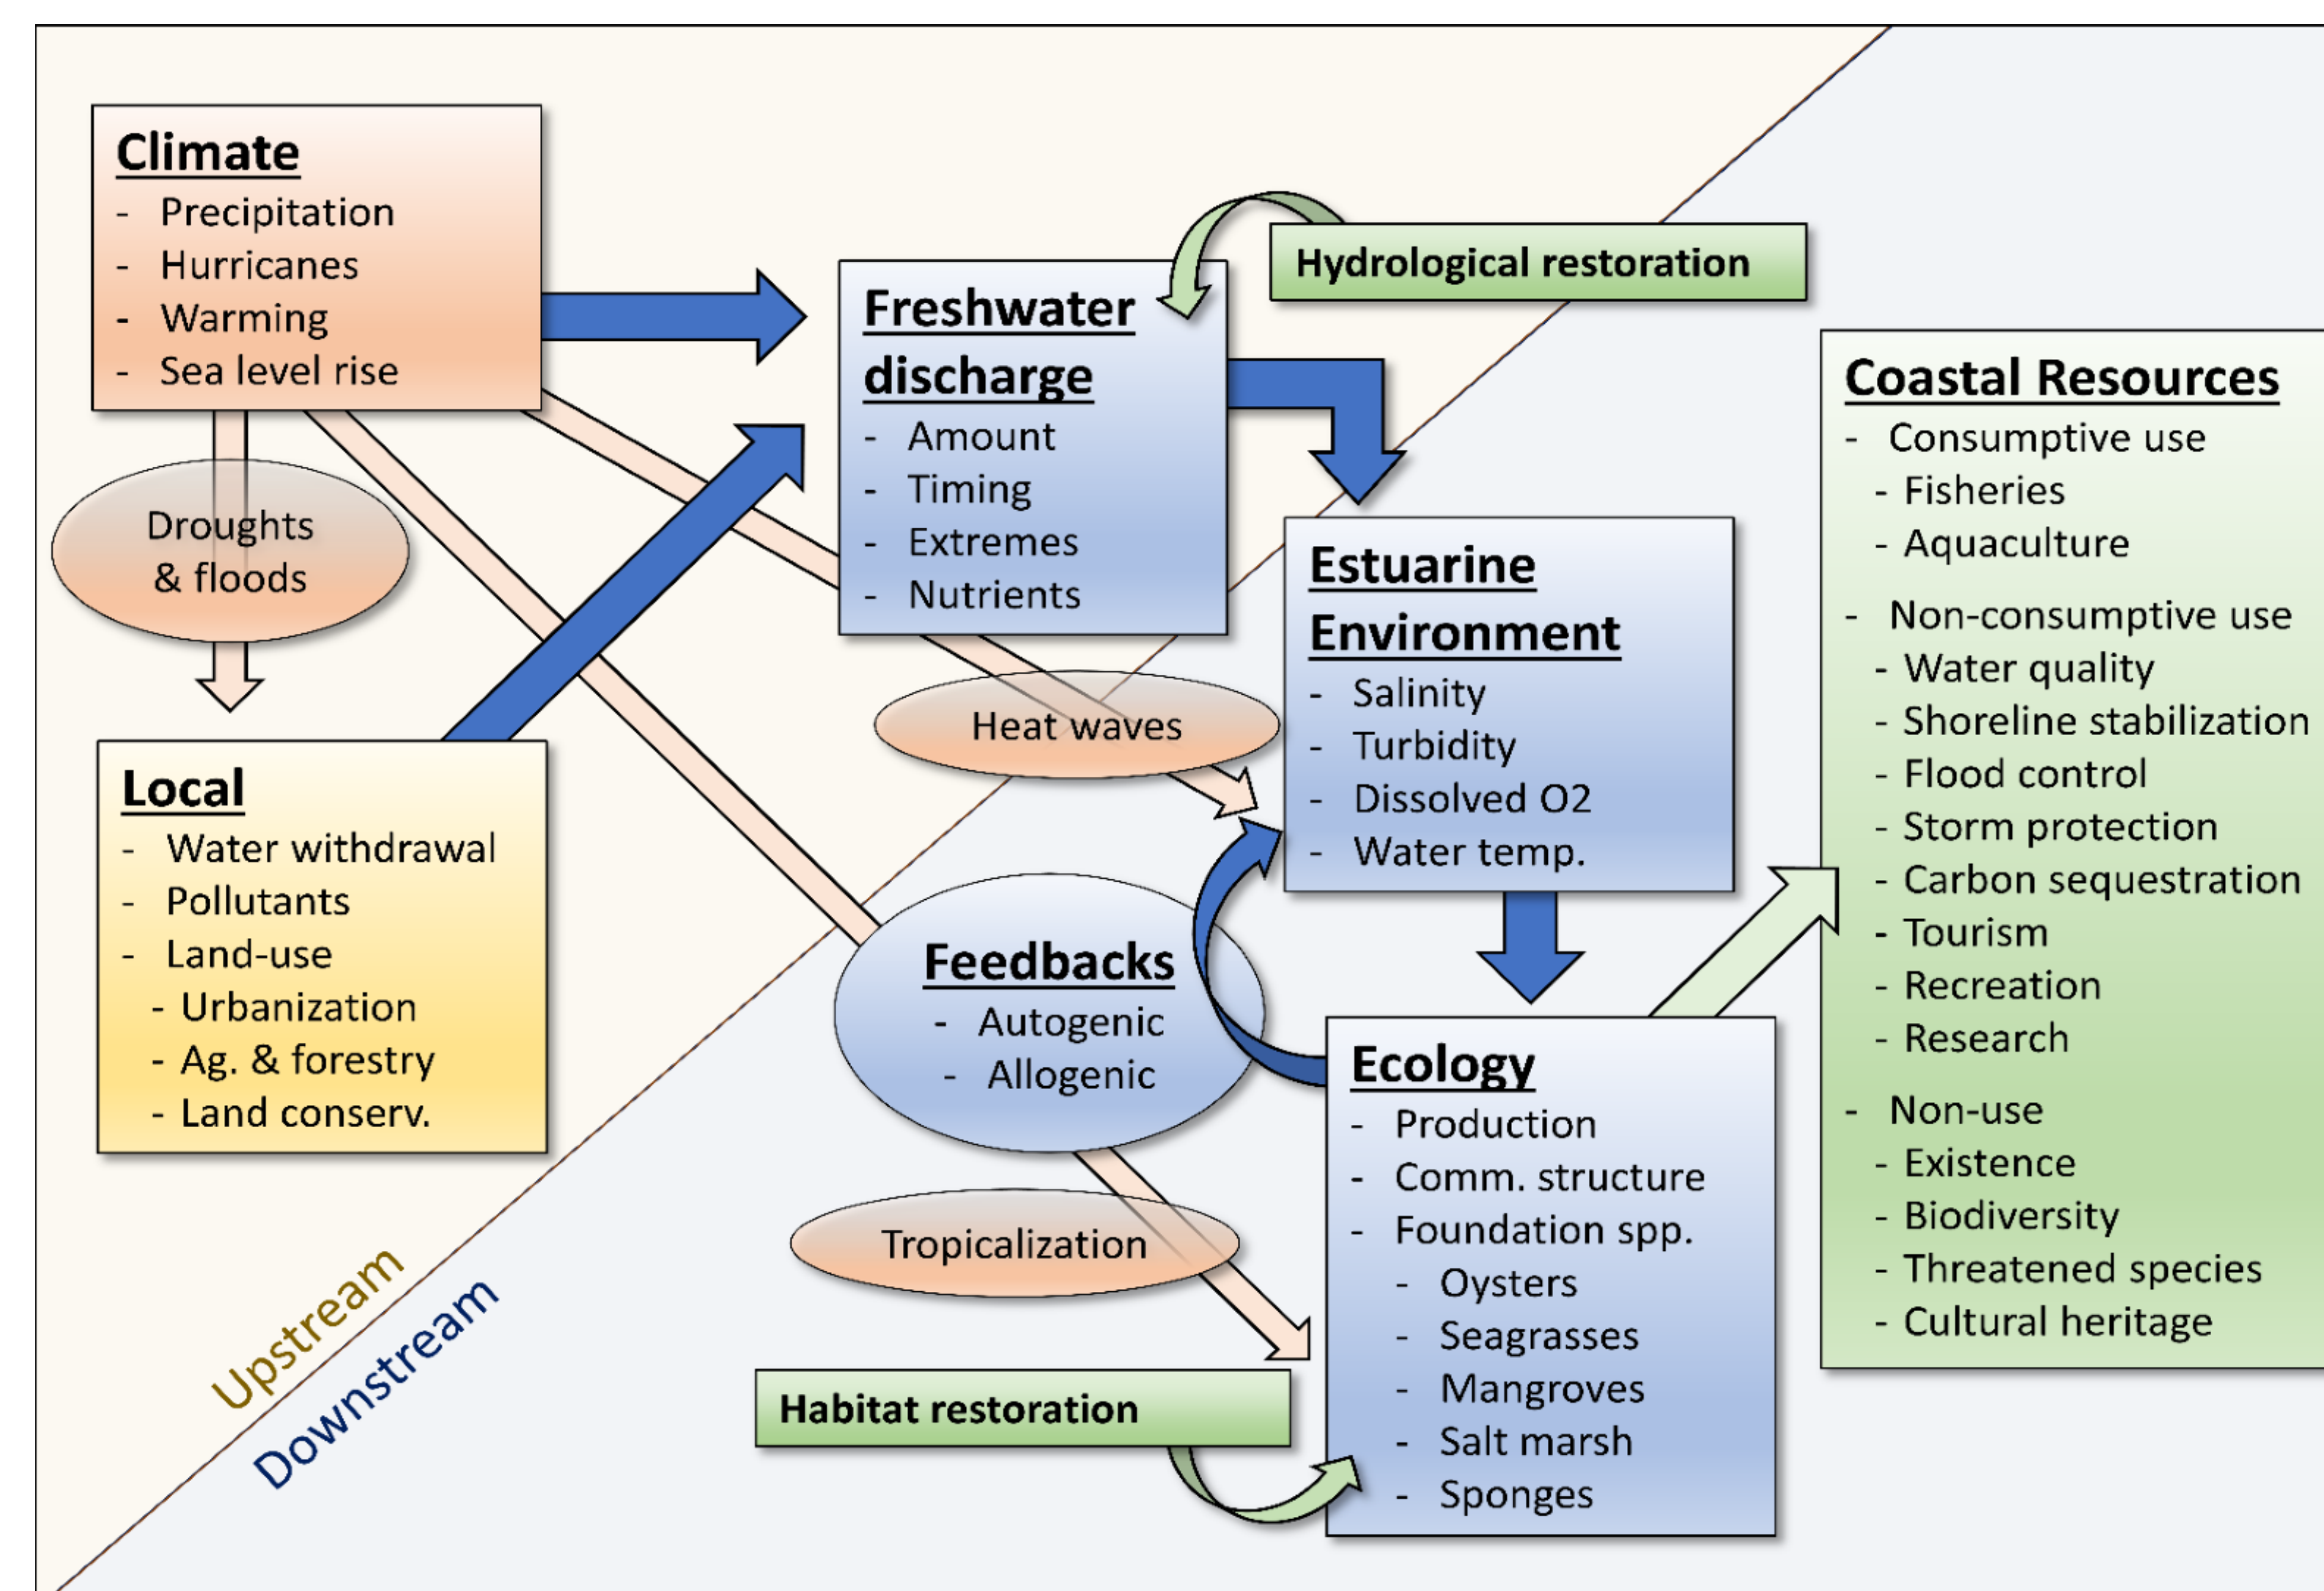 Climate
- Precipitation
- Hurricanes
- Warming
- Sea level rise
Droughts
& floods
Local
- Water withdrawal
- Pollutants
- Land-use
- Urbanization
- Ag. & forestry
- Land conserv.
Upstream
Downstream
Freshwater
discharge
- Amount
- Timing
- Extremes
- Nutrients
Hydrological restoration
Heat waves
Estuarine
Environment
- Salinity
- Turbidity
- Dissolved O2
- Water temp.
Feedbacks
- Autogenic
- Allogenic
Tropicalization
Habitat restoration
Ecology
- Production
- Comm. structure
- Foundation spp.
- Oysters
- Seagrasses
- Mangroves
- Salt marsh
- Sponges
Coastal Resources
- Consumptive use
- Fisheries
- Aquaculture
- Non-consumptive use
- Water quality
- Shoreline stabilization
- Flood control
- Storm protection
- Carbon sequestration
- Tourism
- Recreation
- Research
- Non-use
- Existence
- Biodiversity
- Threatened species
- Cultural heritage